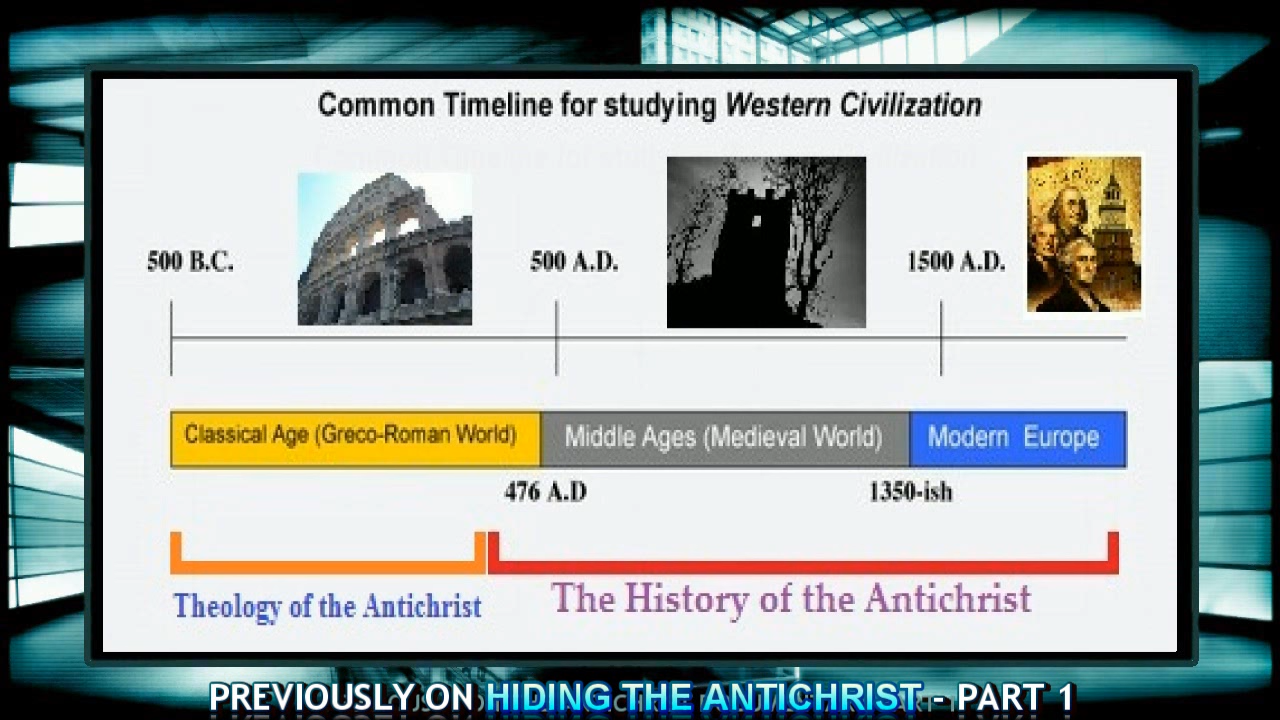 Common Timeline for studying Western Civilization
500 B.C.
500 A.D.
1500 A.D.
Classical Age (Greco-Roman World)
Middle Ages (Medieval World)
Modern Europe
476 A.D
1350-ish
Theology of the Antichrist
The History of the Antichrist
PREVIOUSLY ON HIDING THE ANTICHRIST - PART 1